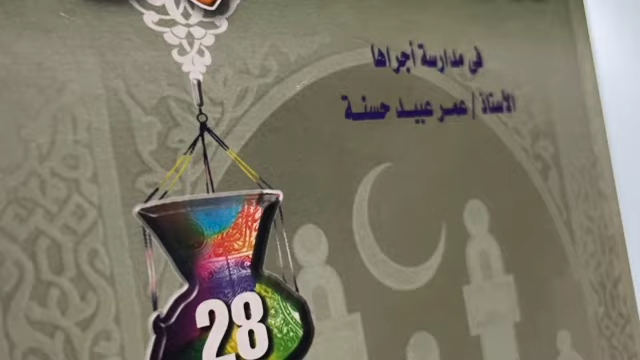 في مدارسة أجراها
الأستاذ / عمر عبيد حسنة
28